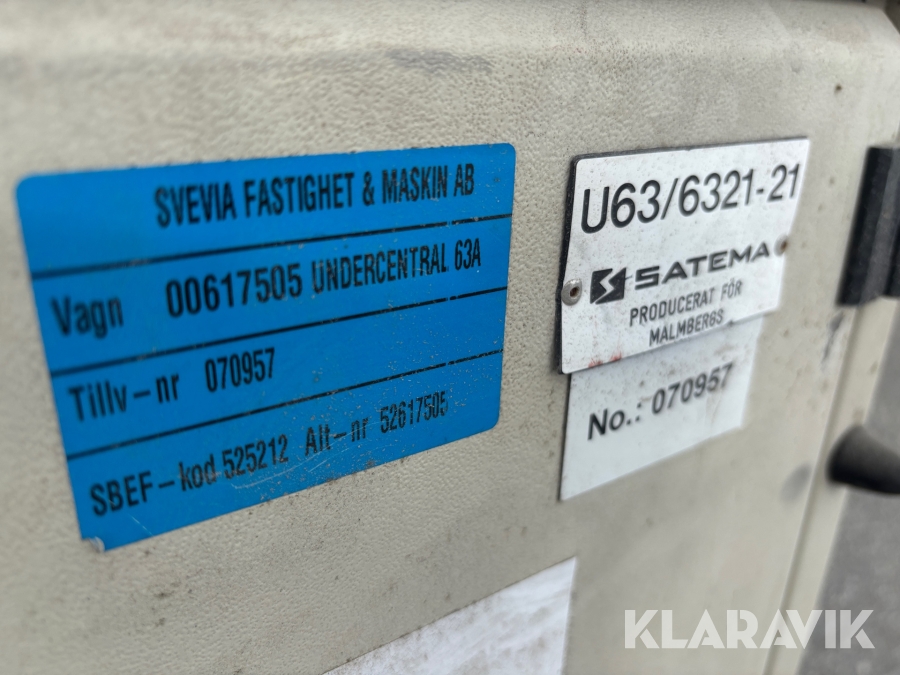 SVEVIA FASTIGHET & MASKIN AB
Vagn 00617505 UNDERCENTRAL 63A
Tillv-nr 070957
SBEF-kod 525212 Alt-nr 52617505
U63/6321-21
SATEMA
PRODUCERAT FÖR
MALMBERGS
No.: 070957
KLARAVIK